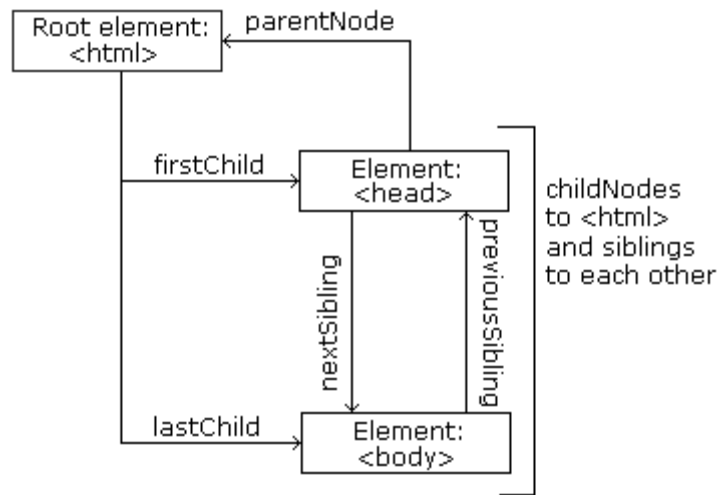 Root element:
<html>
parentNode
firstChild
Element:
<head>
childNodes
to <html>
and siblings
to each other
nextSibling
previousSibling
lastChild
Element:
<body>